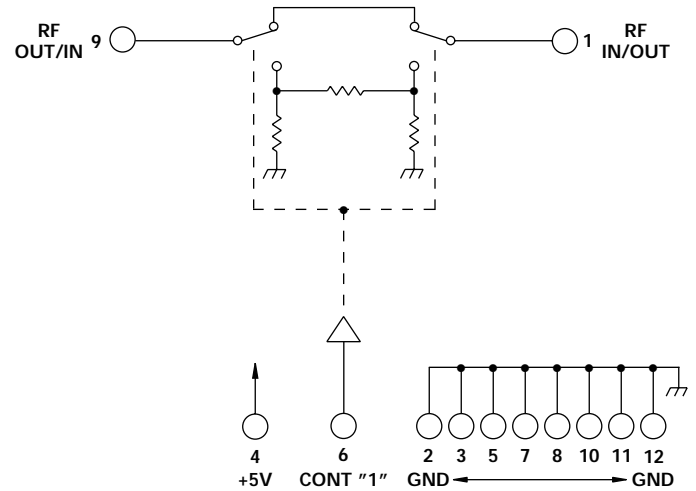 RF
OUT/IN 9
1 RF
IN/OUT
4 6 2 3 5 7 8 10 11 12
+5V CONT "1" GND GND